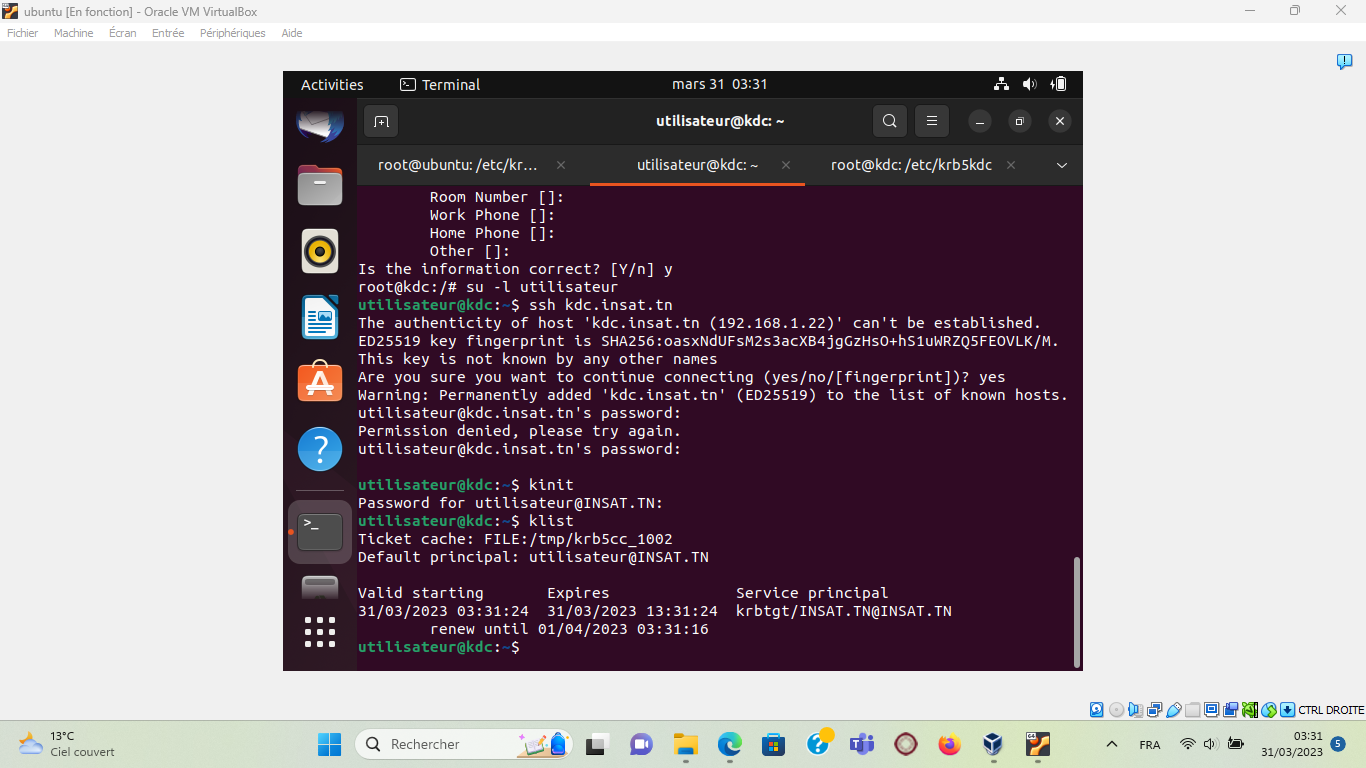 ubuntu [En fonction] - Oracle VM VirtualBox
Fichier Machine Écran Entrée Périphériques Aide
Activities Terminal mars 31 03:31
utilisateur@kdc: ~
root@ubuntu: /etc/kr... utilisateur@kdc: ~ root@kdc: /etc/krb5kdc
Room Number []:
Work Phone []:
Home Phone []:
Other []:
Is the information correct? [Y/n] y
root@kdc:/# su -l utilisateur
utilisateur@kdc:~$ ssh kdc.insat.tn
The authenticity of host 'kdc.insat.tn (192.168.1.22)' can't be established.
ED25519 key fingerprint is SHA256:oasxNdUFsM2s3acXB4jgGzHsO+hS1uWRZQ5FEOVLK/M.
This key is not known by any other names
Are you sure you want to continue connecting (yes/no/[fingerprint])? yes
Warning: Permanently added 'kdc.insat.tn' (ED25519) to the list of known hosts.
utilisateur@kdc.insat.tn's password:
Permission denied, please try again.
utilisateur@kdc.insat.tn's password:
utilisateur@kdc:~$ kinit
Password for utilisateur@INSAT.TN:
utilisateur@kdc:~$ klist
Ticket cache: FILE:/tmp/krb5cc_1002
Default principal: utilisateur@INSAT.TN
Valid starting Expires Service principal
31/03/2023 03:31:24 31/03/2023 13:31:24 krbtgt/INSAT.TN@INSAT.TN
renew until 01/04/2023 03:31:16
utilisateur@kdc:~$
CTRL DROITE
13°C
Ciel couvert
Rechercher
FRA
03:31
31/03/2023
5